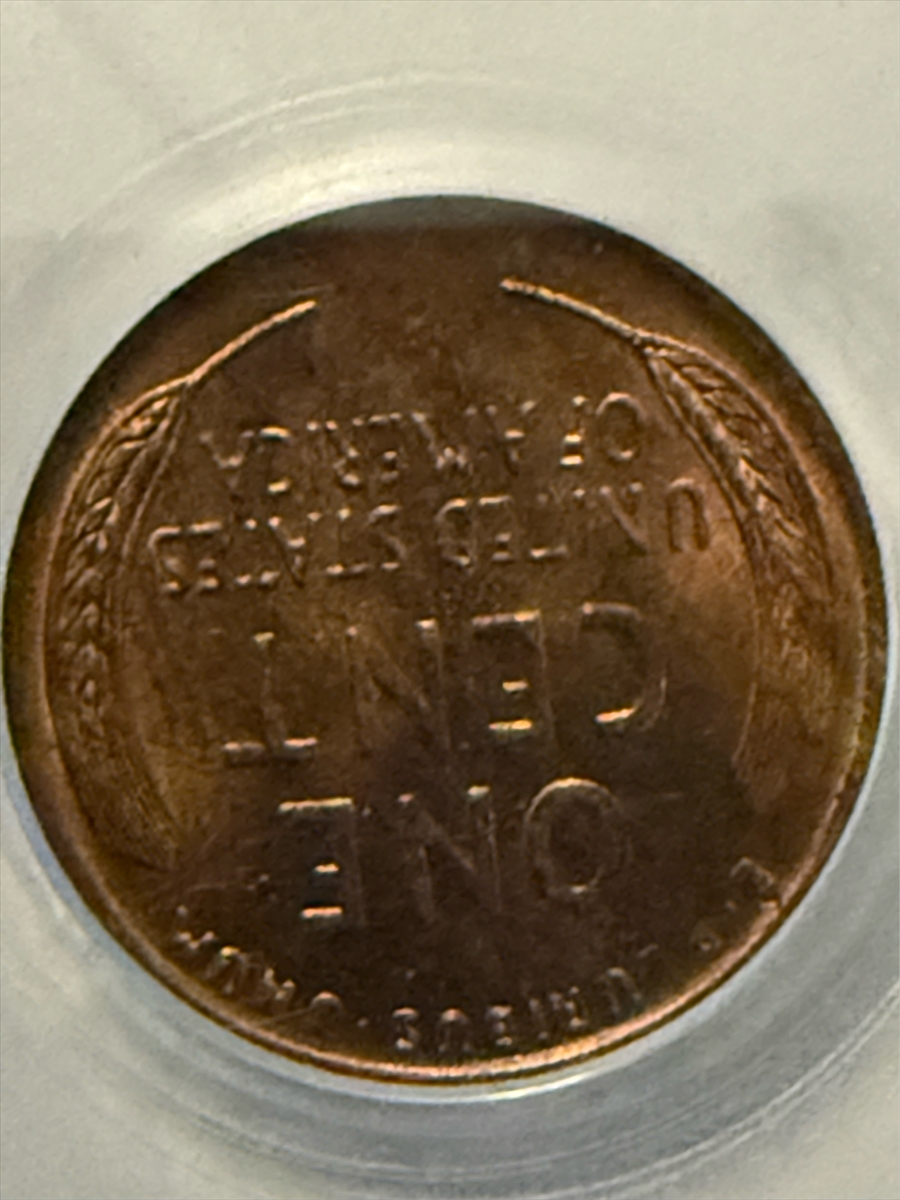 E·PLURIBUS·UNUM
ONE
CENT
UNITED STATES
OF AMERICA